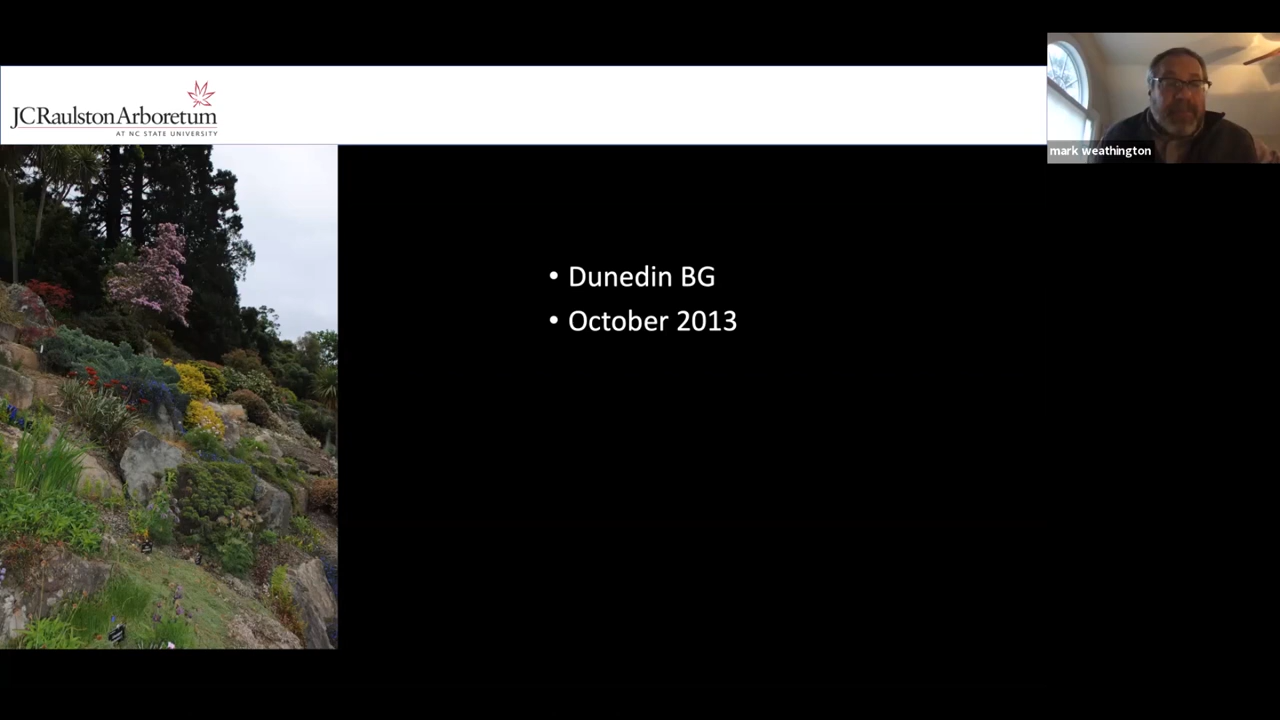 JCRaulston Arboretum
AT NC STATE UNIVERSITY
mark weathington
• Dunedin BG
• October 2013